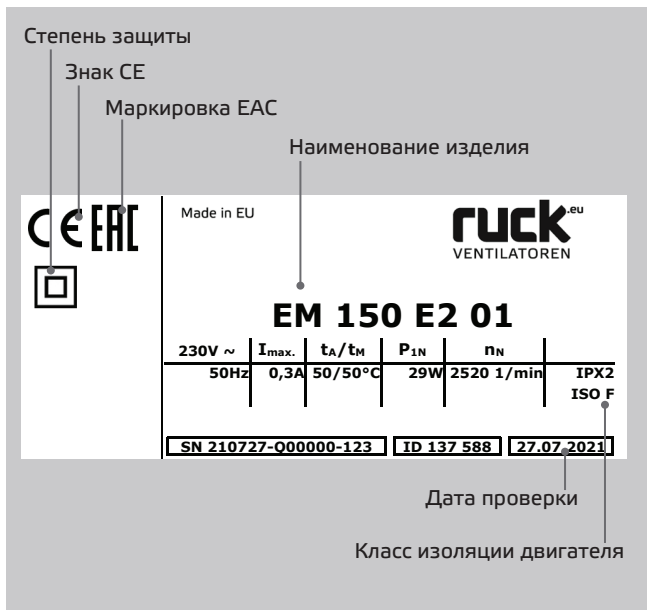 Степень защиты
Знак CE
Маркировка EAC
Наименование изделия
CE EAC
Made in EU
ruck.eu
VENTILATOREN
EM 150 E2 01
230V ~ Imax. tA/tM P1N nN
50Hz 0,3A 50/50°C 29W 2520 1/min IPX2
ISO F
SN 210727-Q00000-123 ID 137 588 27.07.2021
Дата проверки
Класс изоляции двигателя